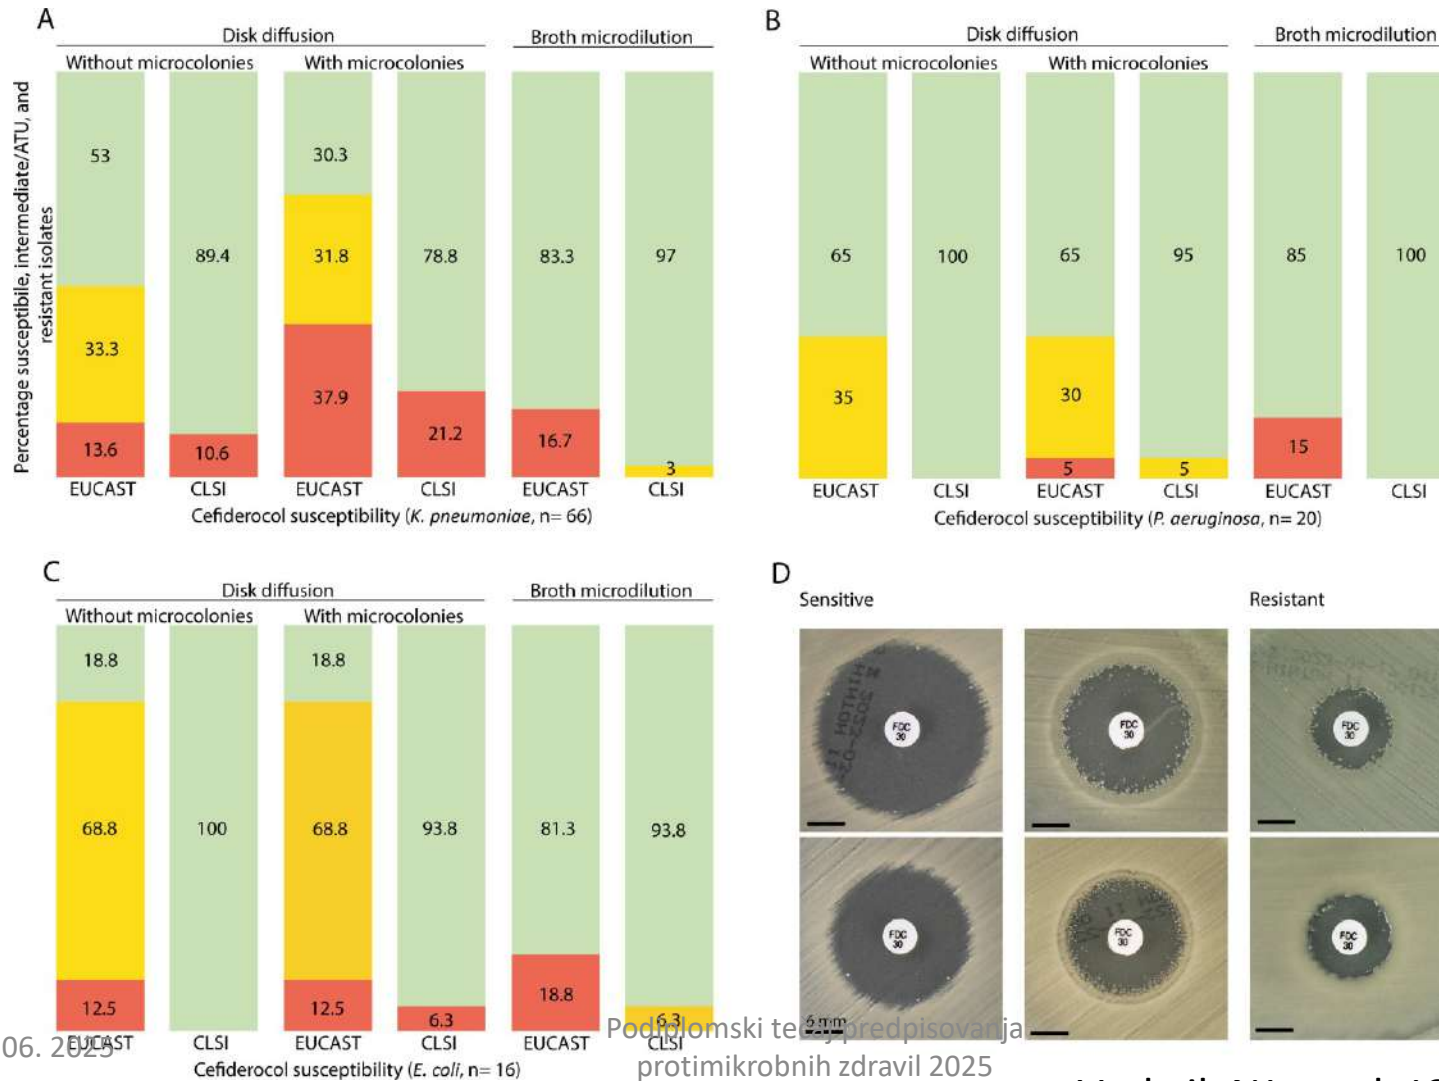 A
Disk diffusion
Broth microdilution
Without microcolonies
With microcolonies
Percentage susceptibile, intermediate/ATU, and
resistant isolates
53
33.3
13.6
89.4
10.6
30.3
31.8
37.9
78.8
21.2
83.3
16.7
97
3
EUCAST
CLSI
EUCAST
CLSI
EUCAST
CLSI
Cefiderocol susceptibility (K. pneumoniae, n= 66)
B
Disk diffusion
Broth microdilution
Without microcolonies
With microcolonies
65
35
100
65
30
5
95
5
85
15
100
EUCAST
CLSI
EUCAST
CLSI
EUCAST
CLSI
Cefiderocol susceptibility (P. aeruginosa, n= 20)
C
Disk diffusion
Broth microdilution
Without microcolonies
With microcolonies
18.8
68.8
12.5
100
18.8
68.8
12.5
93.8
6.3
81.3
18.8
93.8
6.3
EUCAST
CLSI
EUCAST
CLSI
EUCAST
CLSI
Cefiderocol susceptibility (E. coli, n= 16)
D
Sensitive
Resistant
FDC
30
FDC
30
FDC
30
FDC
30
FDC
30
FDC
30
6 mm
06. 2025
Podiplomski tečaj predpisovanja
protimikrobnih zdravil 2025